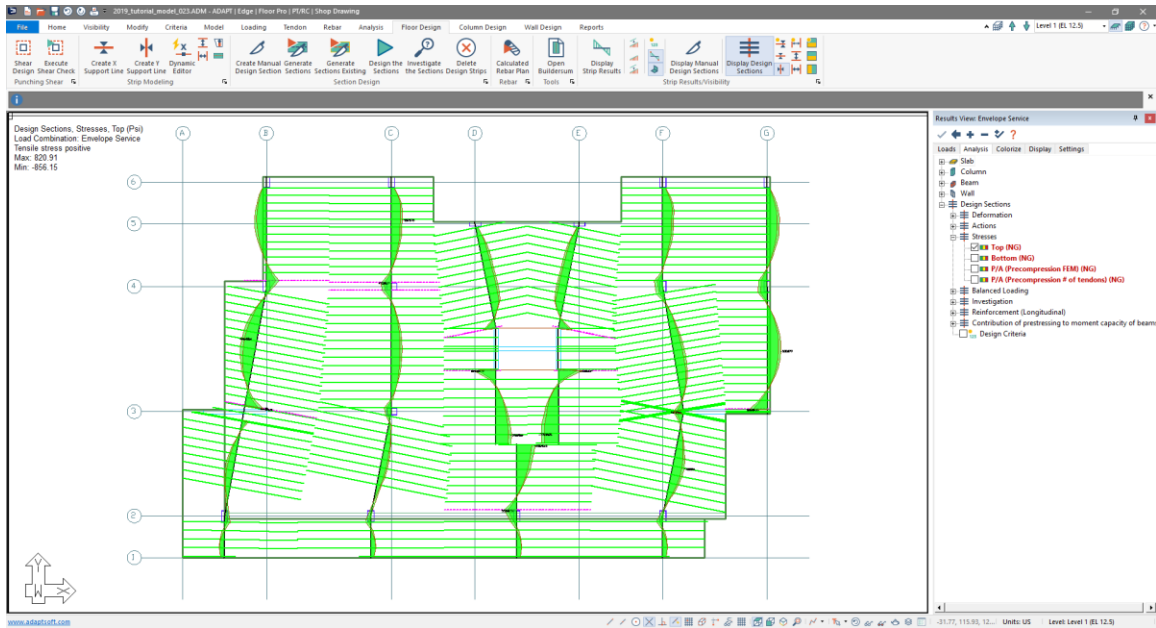 2019_tutorial_model_023.ADM - ADAPT | Edge | Floor Pro | PT/RC | Shop Drawing
File Home Visibility Modify Criteria Model Loading Tendon Rebar Analysis Floor Design Column Design Wall Design Reports
Level 1 (EL 12.5)
Shear Design
Execute Shear Check
Create X Support Line
Create Y Support Line
Dynamic Editor
Create Manual Design Section
Generate Sections
Generate Sections Existing
Design the Sections
Investigate the Sections
Delete Design Strips
Calculated Rebar Plan
Open Buildersum
Display Strip Results
Display Manual Design Sections
Display Design Sections
Punching Shear
Strip Modeling
Section Design
Rebar
Tools
Strip Results/Visibility
Design Sections, Stresses, Top (Psi)
Load Combination: Envelope Service
Tensile stress positive
Max: 820.91
Min: -856.15
A B C D E F G
6
5
4
3
2
1
Y
W X
Results View: Envelope Service
Loads Analysis Colorize Display Settings
Slab
Column
Beam
Wall
Design Sections
Deformation
Actions
Stresses
Top (NG)
Bottom (NG)
P/A (Precompression FEM) (NG)
P/A (Precompression # of tendons) (NG)
Balanced Loading
Investigation
Reinforcement (Longitudinal)
Contribution of prestressing to moment capacity of beam
Design Criteria
www.adaptsoft.com
-31.77, 115.93, 12... Units: US Level: Level 1 (EL 12.5)